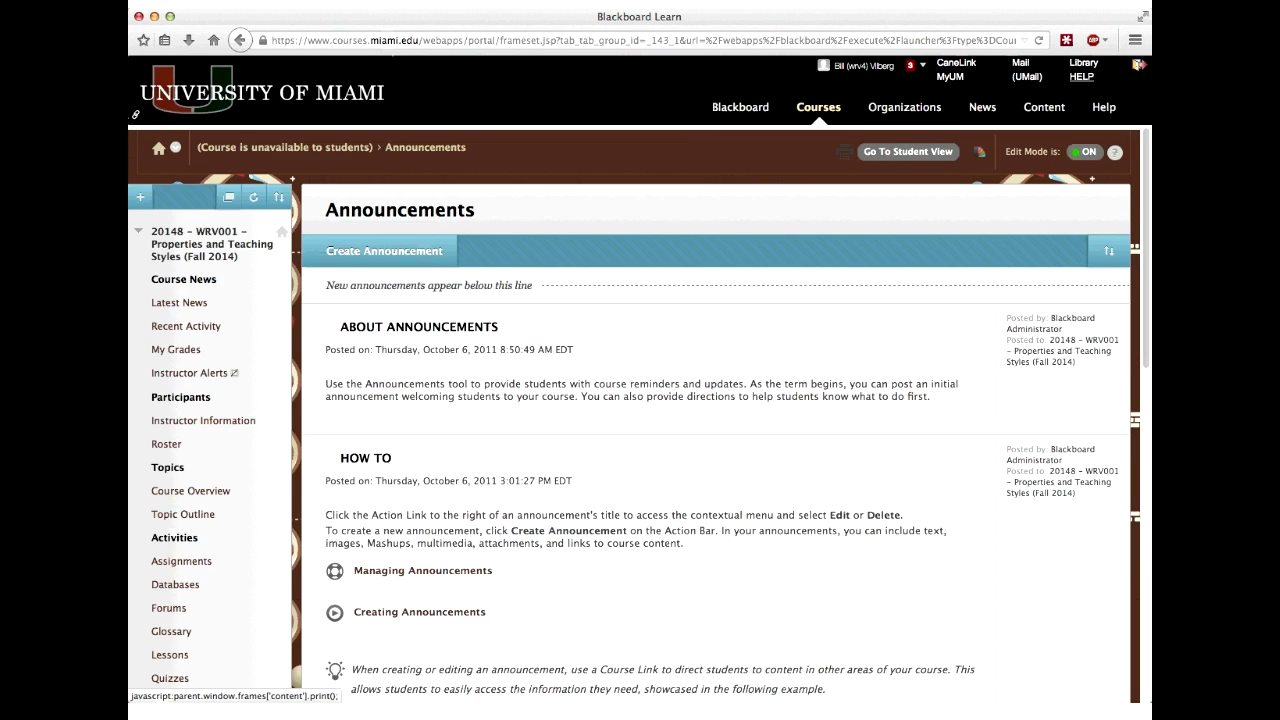 Blackboard Learn
https://www.courses.miami.edu/webapps/portal/frameset.jsp?tab_tab_group_id=_143_1&url=%2Fwebapps%2Fblackboard%2Fexecute%2Flauncher%3Ftype%3DCour
Bill (wrv4) Vilberg 3 CaneLink Mail Library
MyUM (UMail) HELP
UNIVERSITY OF MIAMI
Blackboard Courses Organizations News Content Help
(Course is unavailable to students) > Announcements Go To Student View Edit Mode is: ON ?
Announcements
Create Announcement
New announcements appear below this line
20148 - WRV001 -
Properties and Teaching
Styles (Fall 2014)
Course News
Latest News
Recent Activity
My Grades
Instructor Alerts
Participants
Instructor Information
Roster
Topics
Course Overview
Topic Outline
Activities
Assignments
Databases
Forums
Glossary
Lessons
Quizzes
javascript:parent.window.frames['content'].print();
ABOUT ANNOUNCEMENTS
Posted on: Thursday, October 6, 2011 8:50:49 AM EDT
Use the Announcements tool to provide students with course reminders and updates. As the term begins, you can post an initial
announcement welcoming students to your course. You can also provide directions to help students know what to do first.
Posted by: Blackboard
Administrator
Posted to: 20148 - WRV001
- Properties and Teaching
Styles (Fall 2014)
HOW TO
Posted on: Thursday, October 6, 2011 3:01:27 PM EDT
Click the Action Link to the right of an announcement's title to access the contextual menu and select Edit or Delete.
To create a new announcement, click Create Announcement on the Action Bar. In your announcements, you can include text,
images, Mashups, multimedia, attachments, and links to course content.
Managing Announcements
Creating Announcements
When creating or editing an announcement, use a Course Link to direct students to content in other areas of your course. This
allows students to easily access the information they need, showcased in the following example.
Posted by: Blackboard
Administrator
Posted to: 20148 - WRV001
- Properties and Teaching
Styles (Fall 2014)